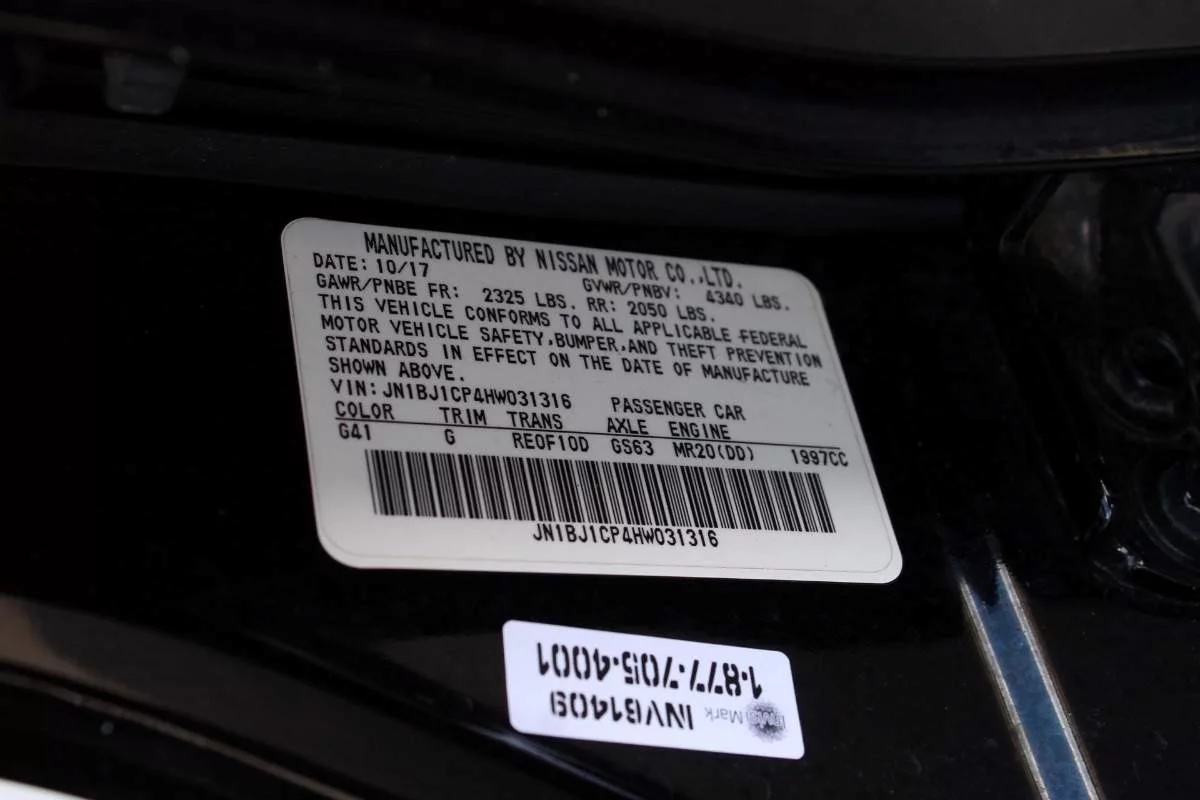 MANUFACTURED BY NISSAN MOTOR CO.,LTD.
DATE: 10/17 GVWR/PNBV: 4340 LBS.
GAWR/PNBE FR: 2325 LBS. RR: 2050 LBS.
THIS VEHICLE CONFORMS TO ALL APPLICABLE FEDERAL
MOTOR VEHICLE SAFETY,BUMPER,AND THEFT PREVENTION
STANDARDS IN EFFECT ON THE DATE OF MANUFACTURE
SHOWN ABOVE.
VIN: JN1BJ1CP4HW031316 PASSENGER CAR
COLOR TRIM TRANS AXLE ENGINE
G41 G RE0F10D GS63 MR20(DD) 1997CC
JN1BJ1CP4HW031316
Mark INV61409
1-877-705-4001